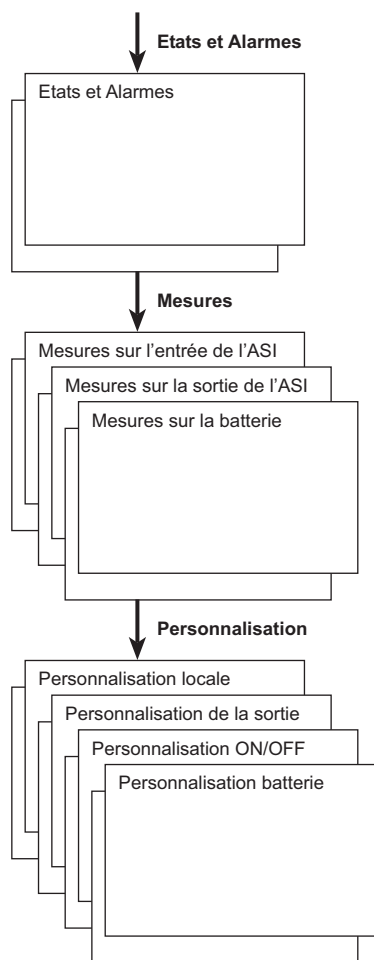 Etats et Alarmes
Etats et Alarmes
Mesures
Mesures sur l'entrée de l'ASI
Mesures sur la sortie de l'ASI
Mesures sur la batterie
Personnalisation
Personnalisation locale
Personnalisation de la sortie
Personnalisation ON/OFF
Personnalisation batterie